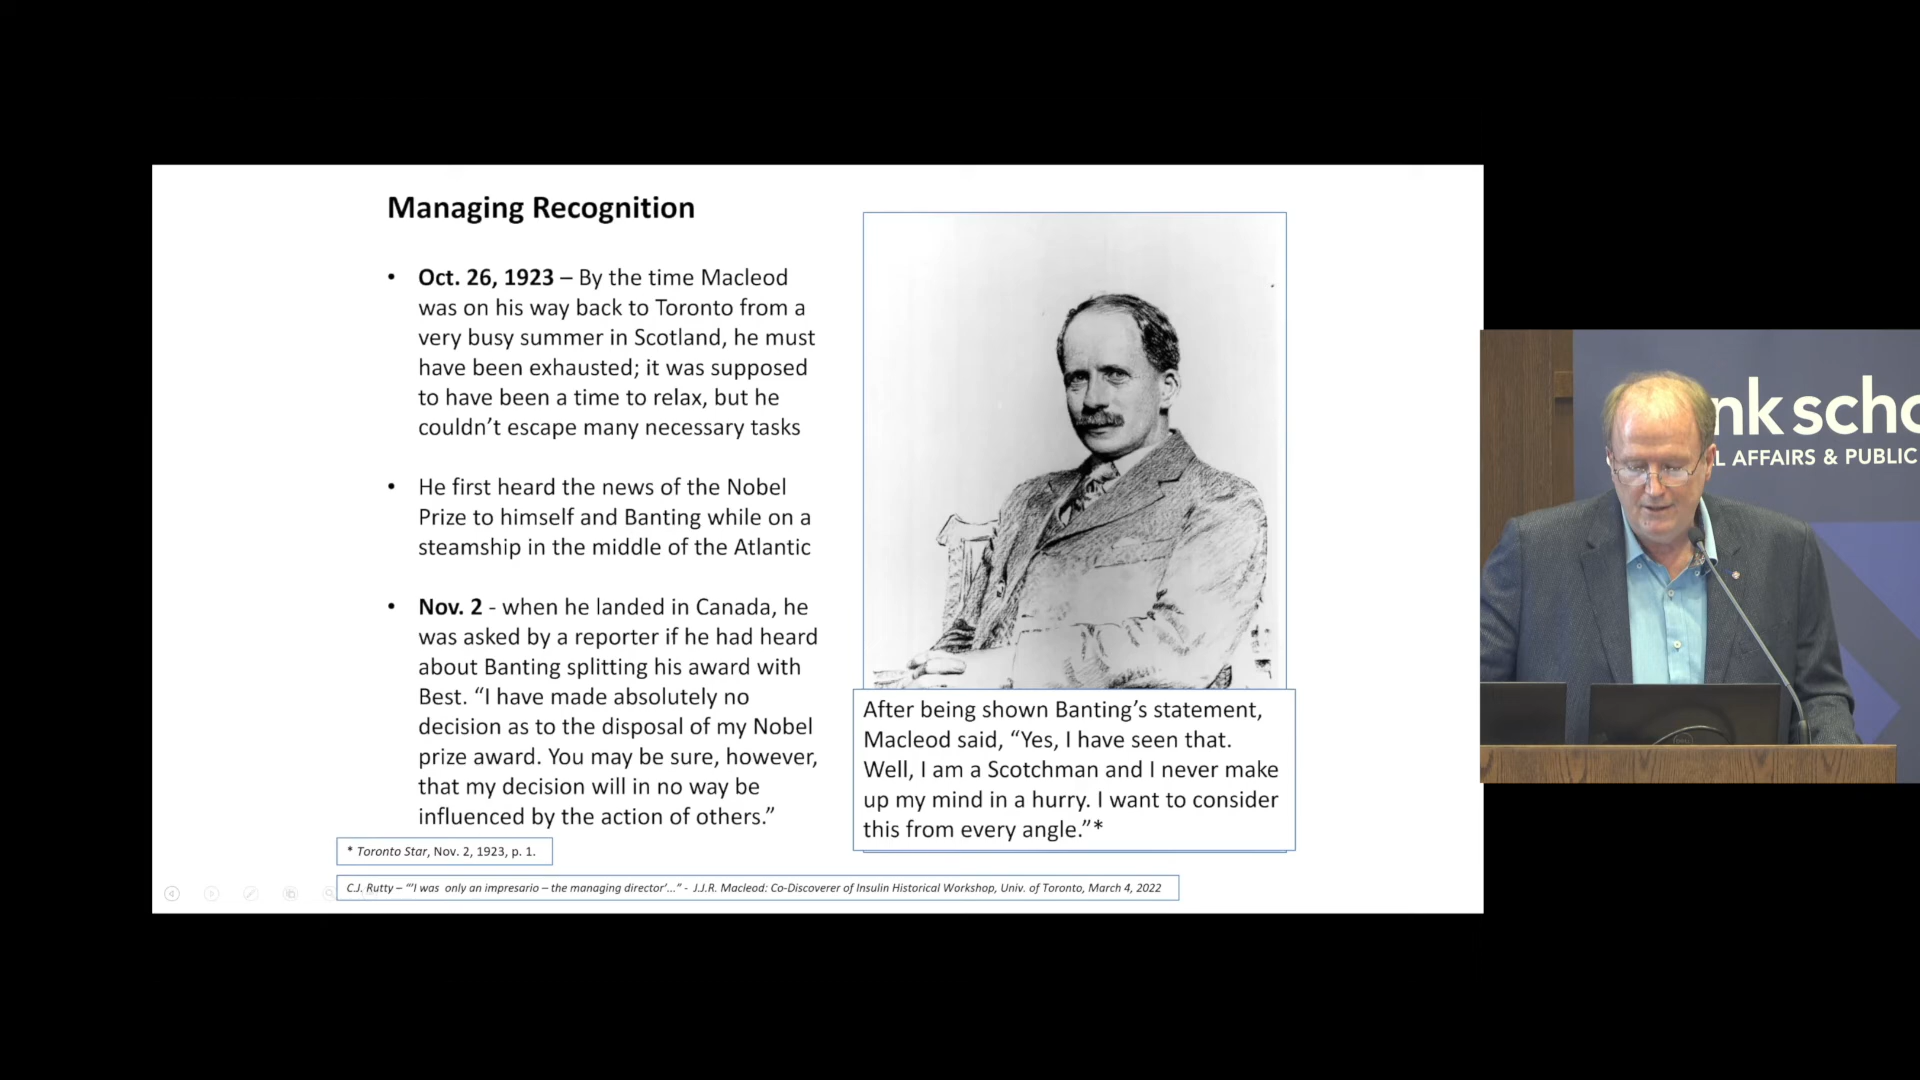 Managing Recognition
• Oct. 26, 1923 – By the time Macleod
was on his way back to Toronto from a
very busy summer in Scotland, he must
have been exhausted; it was supposed
to have been a time to relax, but he
couldn’t escape many necessary tasks
• He first heard the news of the Nobel
Prize to himself and Banting while on a
steamship in the middle of the Atlantic
• Nov. 2 - when he landed in Canada, he
was asked by a reporter if he had heard
about Banting splitting his award with
Best. “I have made absolutely no
decision as to the disposal of my Nobel
prize award. You may be sure, however,
that my decision will in no way be
influenced by the action of others.”
After being shown Banting’s statement,
Macleod said, “Yes, I have seen that.
Well, I am a Scotchman and I never make
up my mind in a hurry. I want to consider
this from every angle.”*
* Toronto Star, Nov. 2, 1923, p. 1.
C.J. Rutty – “‘I was only an impresario – the managing director’...” - J.J.R. Macleod: Co-Discoverer of Insulin Historical Workshop, Univ. of Toronto, March 4, 2022
nk scho
L AFFAIRS & PUBLIC